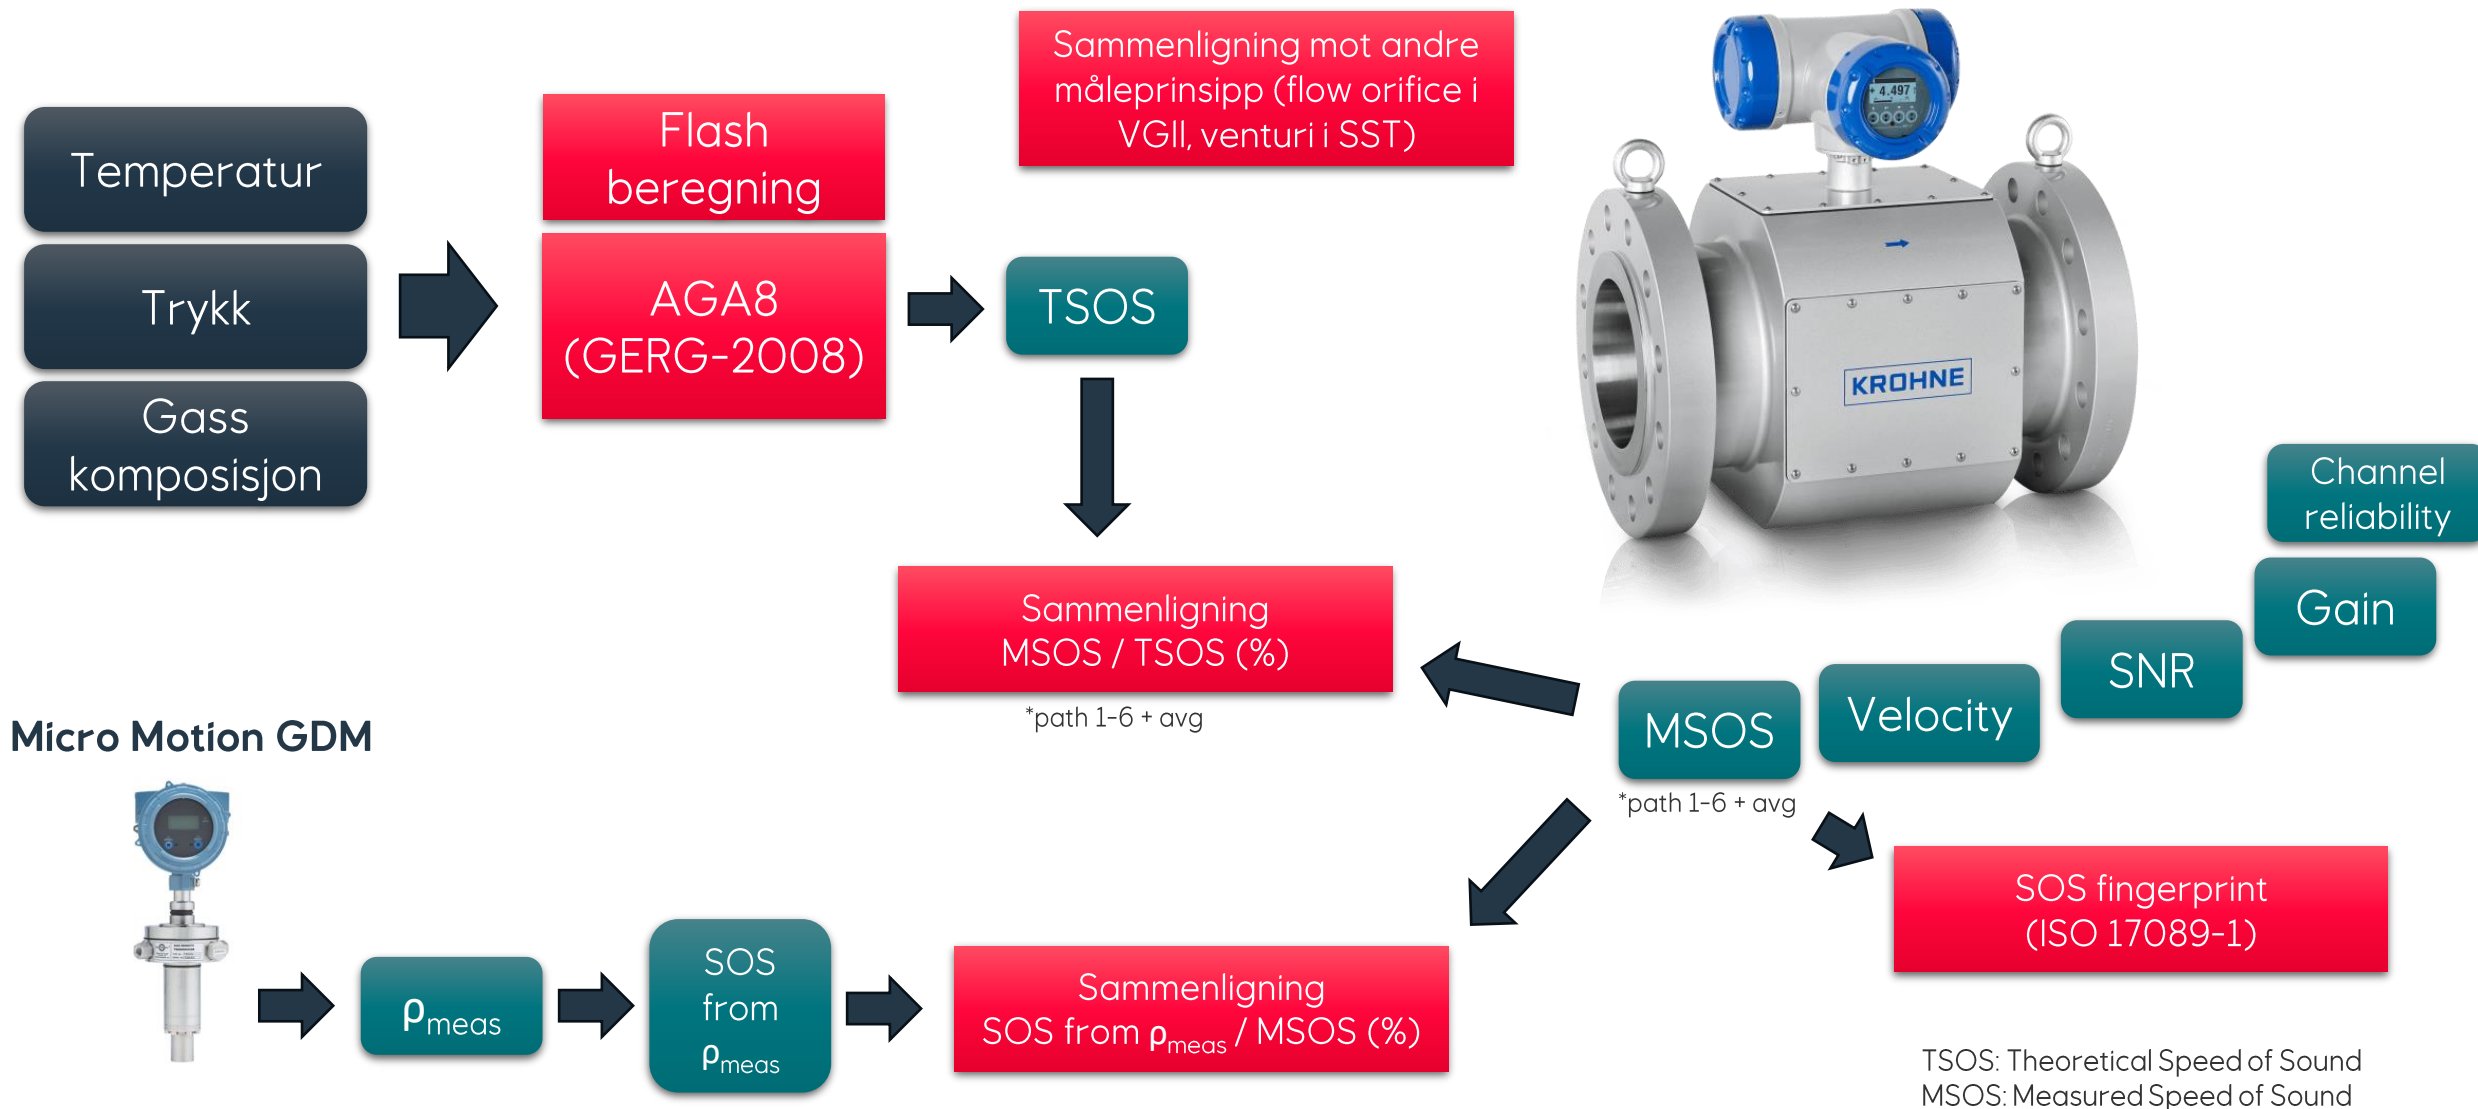 Sammenligning mot andre
måleprinsipp (flow orifice i
VGII, venturi i SST)
Temperatur
Trykk
Gass
komposisjon
Flash
beregning
AGA8
(GERG-2008)
TSOS
4.497
KROHNE
Channel
reliability
Gain
SNR
Velocity
MSOS
*path 1-6 + avg
Sammenligning
MSOS / TSOS (%)
*path 1-6 + avg
Micro Motion GDM
ρmeas
SOS
from
ρmeas
Sammenligning
SOS from ρmeas / MSOS (%)
SOS fingerprint
(ISO 17089-1)
TSOS: Theoretical Speed of Sound
MSOS: Measured Speed of Sound